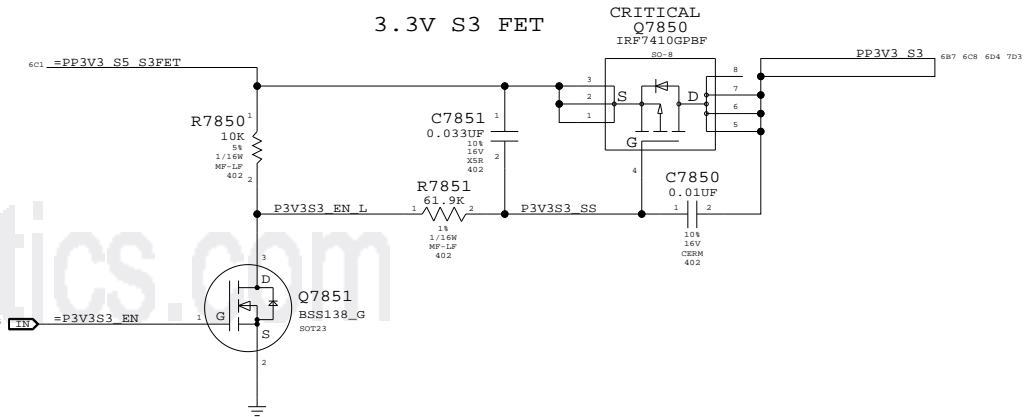 3.3V S3 FET
CRITICAL
Q7850
IRF7410GPBF
SO-8
6C1 =PP3V3_S5_S3FET
PP3V3_S3 6B7 6C8 6D4 7D3
3
2
1
S
D
G
8
7
6
5
4
R7850
10K
5%
1/16W
MF-LF
402
1
2
C7851
0.033UF
10%
16V
X5R
402
1
2
R7851
61.9K
1 2
1%
1/16W
MF-LF
402
P3V3S3_EN_L
P3V3S3_SS
C7850
0.01UF
1 2
10%
16V
CERM
402
3
D
G
S
1
2
Q7851
BSS138_G
SOT23
IN =P3V3S3_EN
tics.com